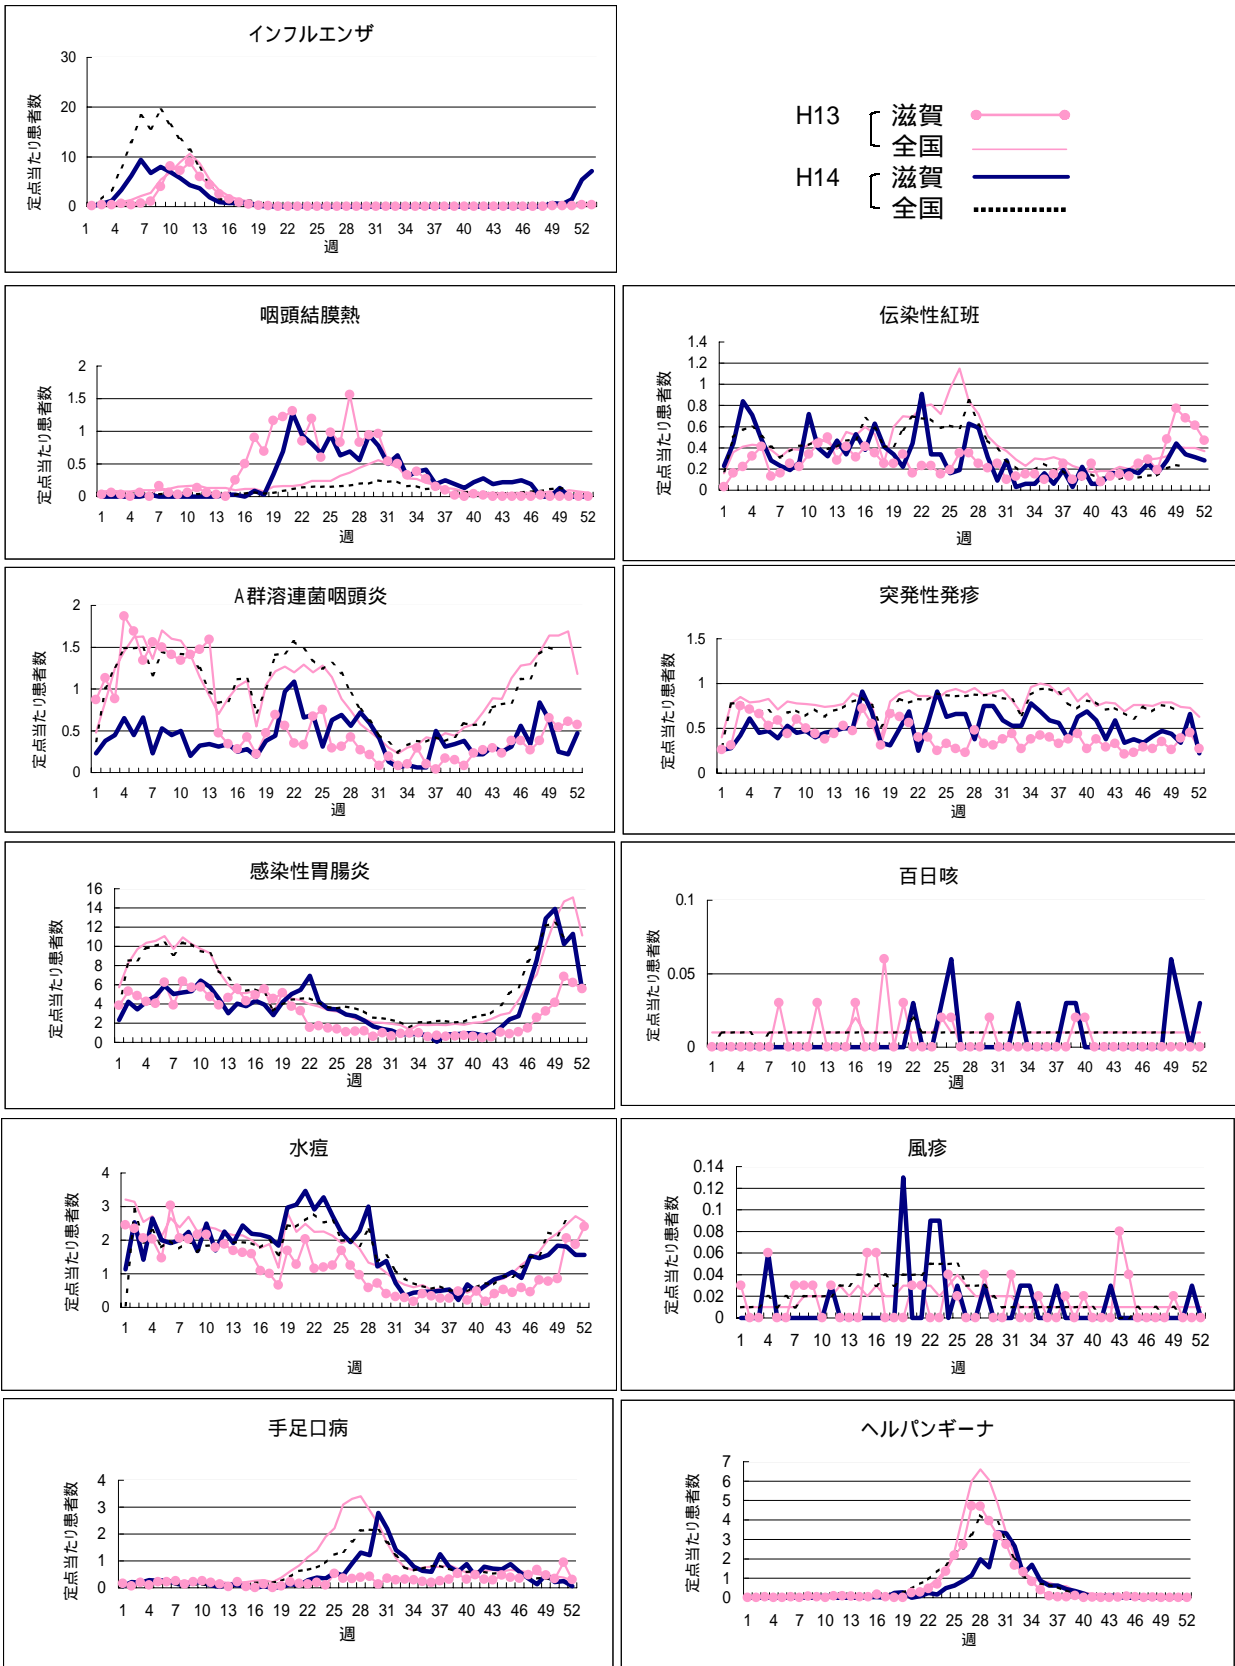 インフルエンザ
定点当たり患者数
30
20
10
0
1 4 7 10 13 16 19 22 25 28 31 34 37 40 43 46 49 52
週
H13 滋賀
全国
H14 滋賀
全国
咽頭結膜熱
定点当たり患者数
2
1.5
1
0.5
0
1 4 7 10 13 16 19 22 25 28 31 34 37 40 43 46 49 52
週
伝染性紅班
定点当たり患者数
1.4
1.2
1
0.8
0.6
0.4
0.2
0
1 4 7 10 13 16 19 22 25 28 31 34 37 40 43 46 49 52
週
A群溶連菌咽頭炎
定点当たり患者数
2
1.5
1
0.5
0
1 4 7 10 13 16 19 22 25 28 31 34 37 40 43 46 49 52
週
突発性発疹
定点当たり患者数
1.5
1
0.5
0
1 4 7 10 13 16 19 22 25 28 31 34 37 40 43 46 49 52
週
感染性胃腸炎
定点当たり患者数
16
14
12
10
8
6
4
2
0
1 4 7 10 13 16 19 22 25 28 31 34 37 40 43 46 49 52
週
百日咳
定点当たり患者数
0.1
0.05
0
1 4 7 10 13 16 19 22 25 28 31 34 37 40 43 46 49 52
週
水痘
定点当たり患者数
4
3
2
1
0
1 4 7 10 13 16 19 22 25 28 31 34 37 40 43 46 49 52
週
風疹
定点当たり患者数
0.14
0.12
0.1
0.08
0.06
0.04
0.02
0
1 4 7 10 13 16 19 22 25 28 31 34 37 40 43 46 49 52
週
手足口病
定点当たり患者数
4
3
2
1
0
1 4 7 10 13 16 19 22 25 28 31 34 37 40 43 46 49 52
週
ヘルパンギーナ
定点当たり患者数
7
6
5
4
3
2
1
0
1 4 7 10 13 16 19 22 25 28 31 34 37 40 43 46 49 52
週